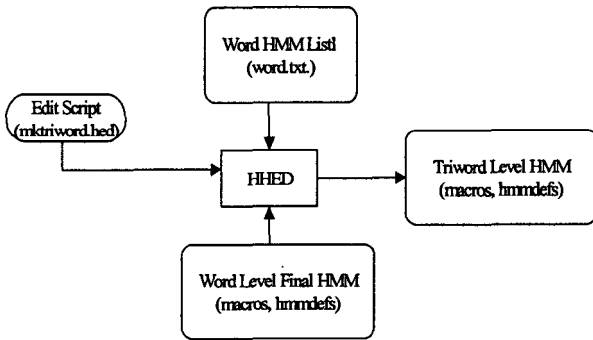 Word HMM Listl
(word.txt.)
Edit Script
(mktriword.hed)
HHED
Triword Level HMM
(macros, hmmdefs)
Word Level Final HMM
(macros, hmmdefs)